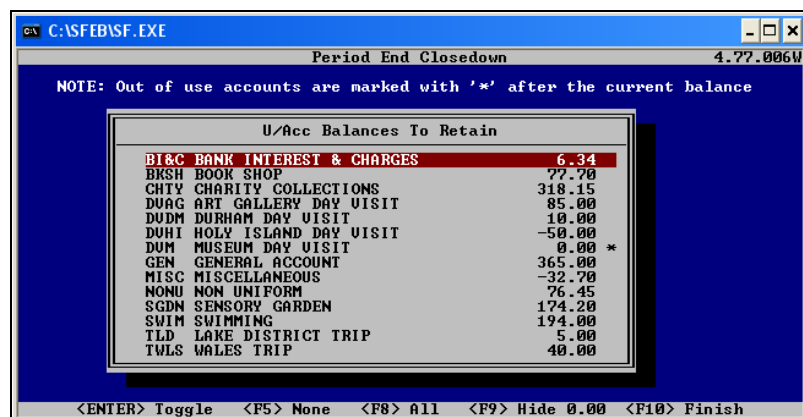 C:\SFEB\SF.EXE
Period End Closedown 4.77.006W
NOTE: Out of use accounts are marked with '*' after the current balance
U/Acc Balances To Retain
BI&C BANK INTEREST & CHARGES 6.34
BKSH BOOK SHOP 77.70
CHTY CHARITY COLLECTIONS 318.15
DVAG ART GALLERY DAY VISIT 85.00
DVDM DURHAM DAY VISIT 10.00
DVHI HOLY ISLAND DAY VISIT -50.00
DVM MUSEUM DAY VISIT 0.00 *
GEN GENERAL ACCOUNT 365.00
MISC MISCELLANEOUS -32.70
NONU NON UNIFORM 76.45
SGDN SENSORY GARDEN 174.20
SWIM SWIMMING 194.00
TLD LAKE DISTRICT TRIP 5.00
TWLS WALES TRIP 40.00
<ENTER> Toggle <F5> None <F8> All <F9> Hide 0.00 <F10> Finish